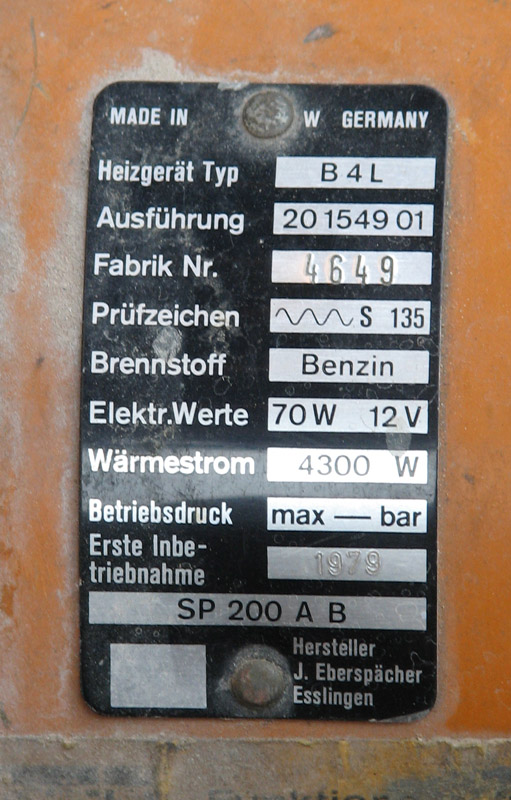 MADE IN W GERMANY
Heizgerät Typ B 4 L
Ausführung 20 1549 01
Fabrik Nr. 4649
Prüfzeichen S 135
Brennstoff Benzin
Elektr.Werte 70 W 12 V
Wärmestrom 4300 W
Betriebsdruck max — bar
Erste Inbe-
triebnahme 1979
SP 200 A B
Hersteller
J. Eberspächer
Esslingen
Funktion